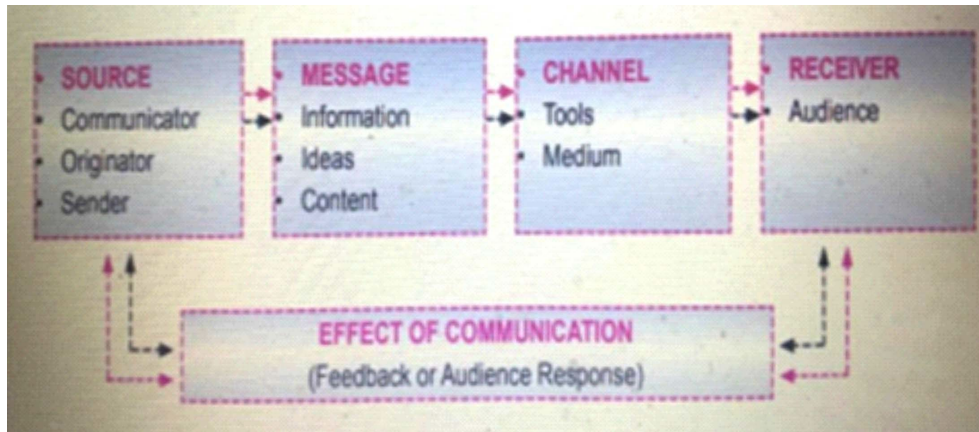 • SOURCE
• Communicator
• Originator
• Sender
• MESSAGE
• Information
• Ideas
• Content
• CHANNEL
• Tools
• Medium
• RECEIVER
• Audience
EFFECT OF COMMUNICATION
(Feedback or Audience Response)